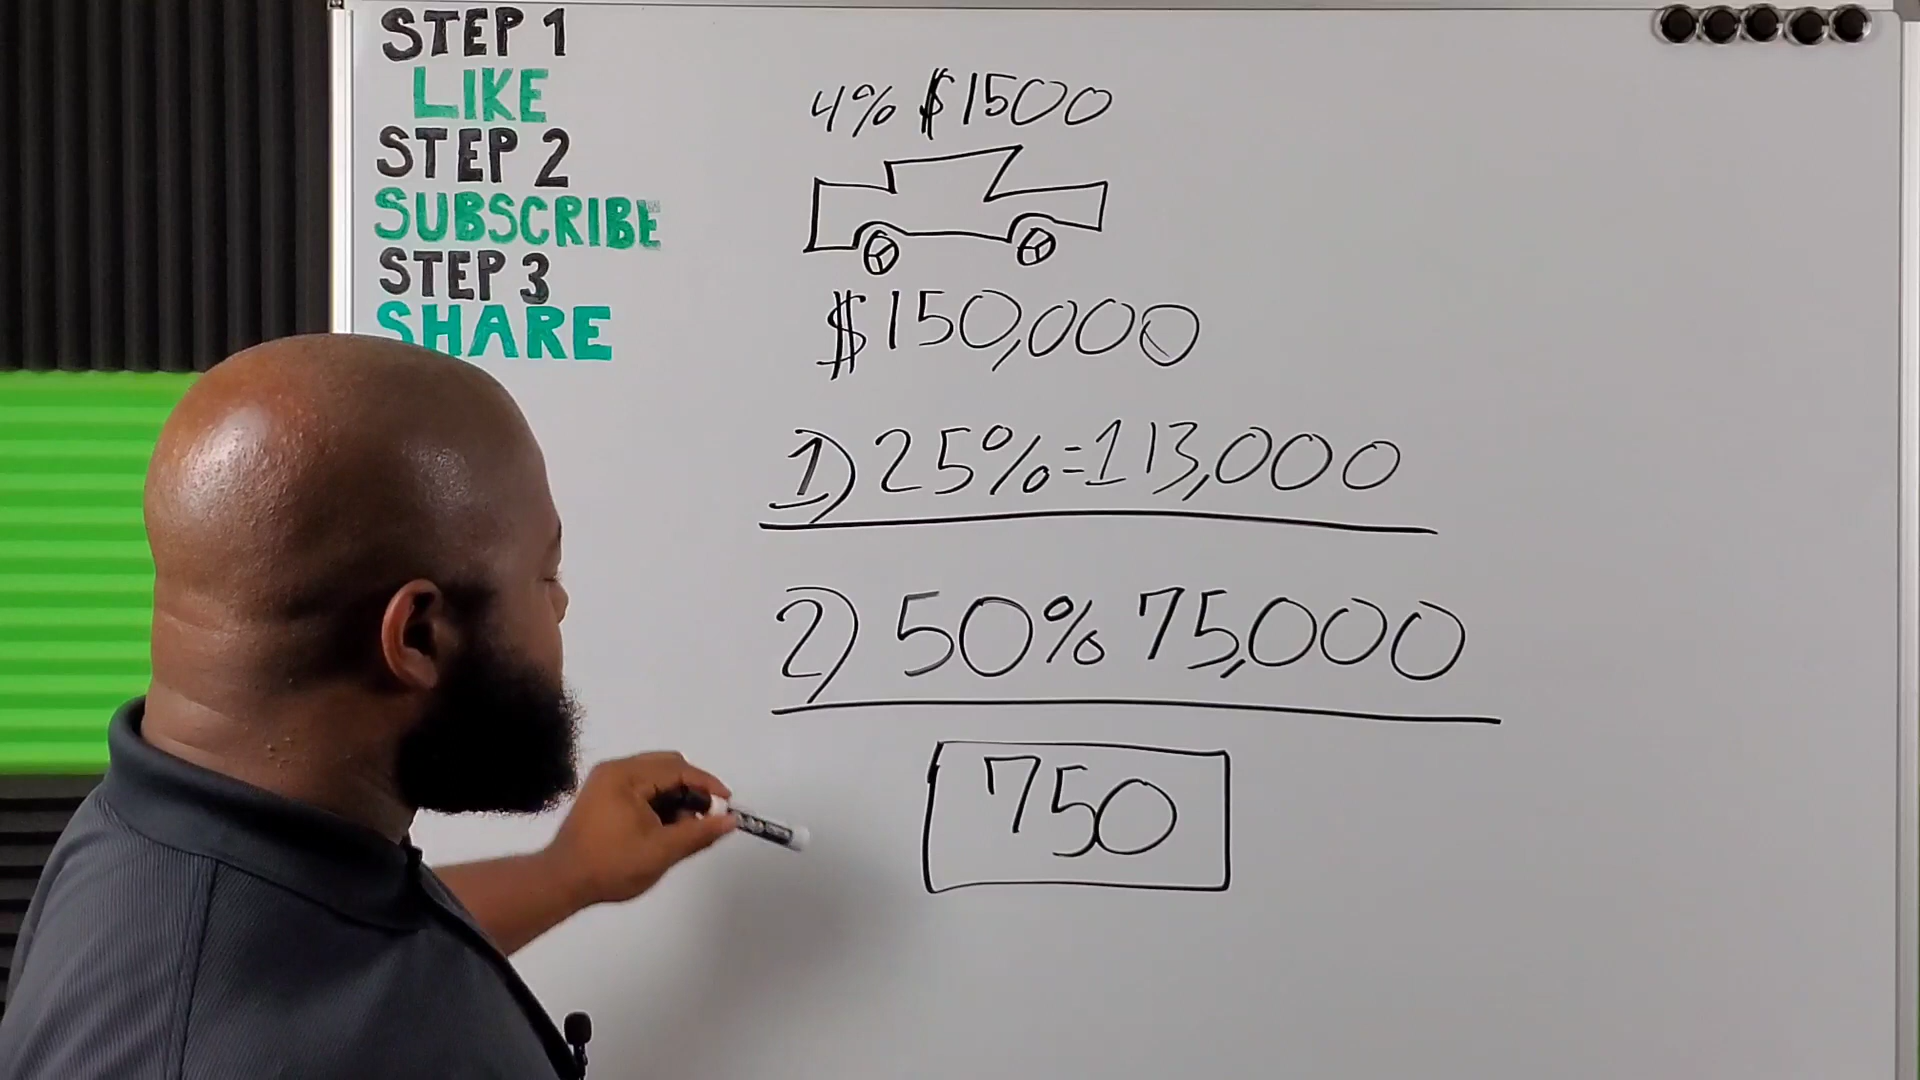 STEP 1
LIKE
STEP 2
SUBSCRIBE
STEP 3
SHARE
4% $1500
$150,000
1) 25%=113,000
2) 50% 75,000
750